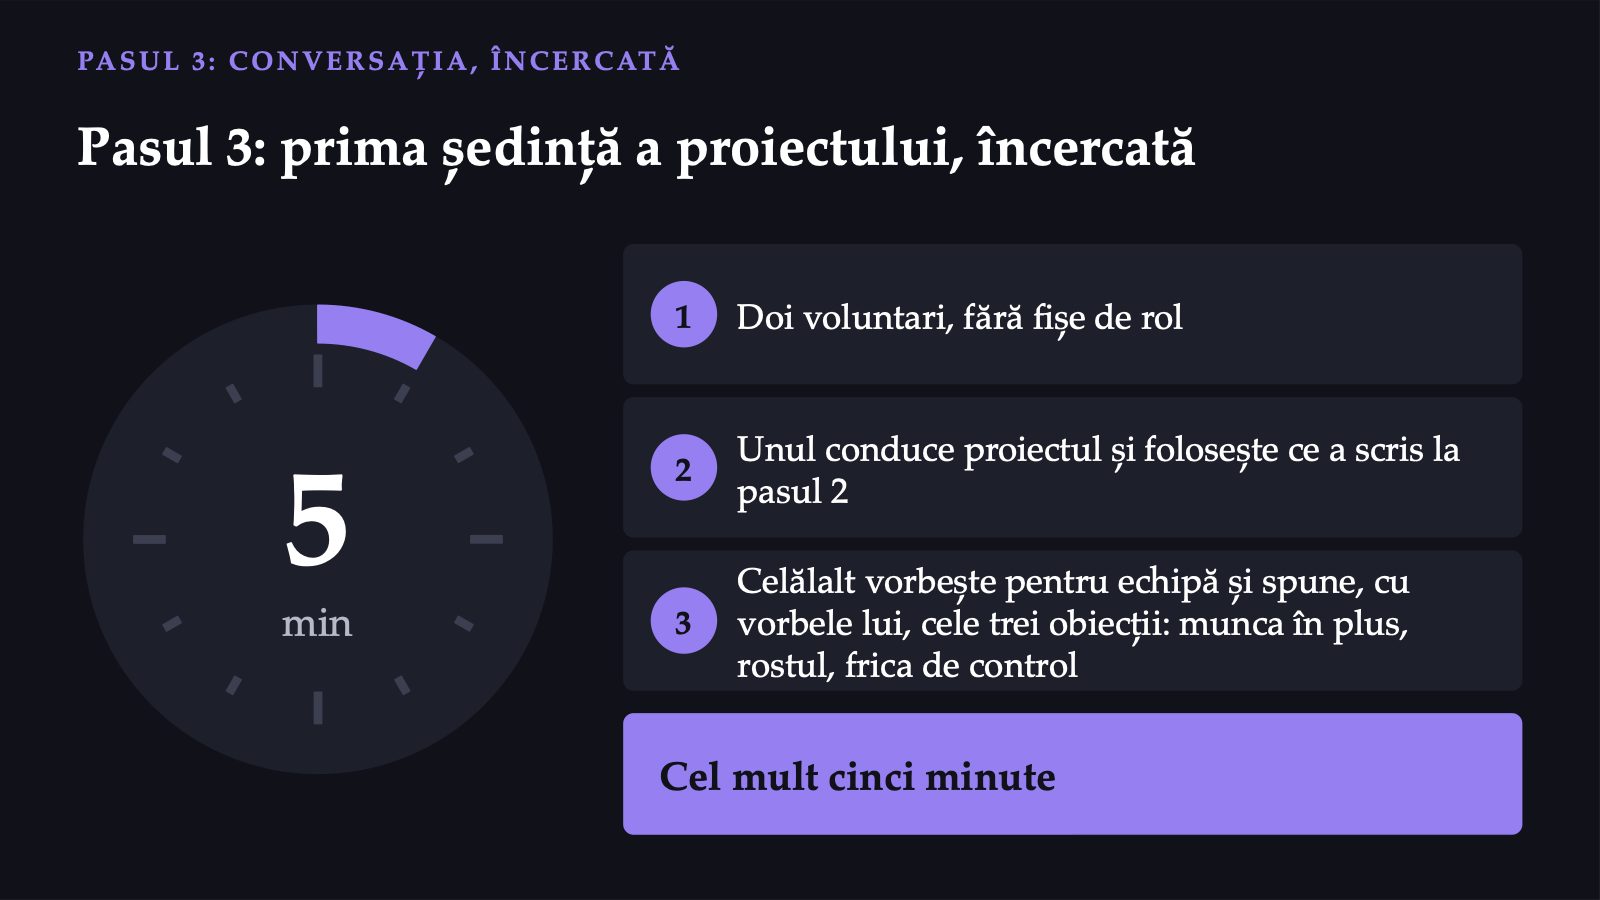 PASUL 3: CONVERSAȚIA, ÎNCERCATĂ
Pasul 3: prima ședință a proiectului, încercată
5
min
1
Doi voluntari, fără fișe de rol
2
Unul conduce proiectul și folosește ce a scris la
pasul 2
3
Celălalt vorbește pentru echipă și spune, cu
vorbele lui, cele trei obiecții: munca în plus,
rostul, frica de control
Cel mult cinci minute